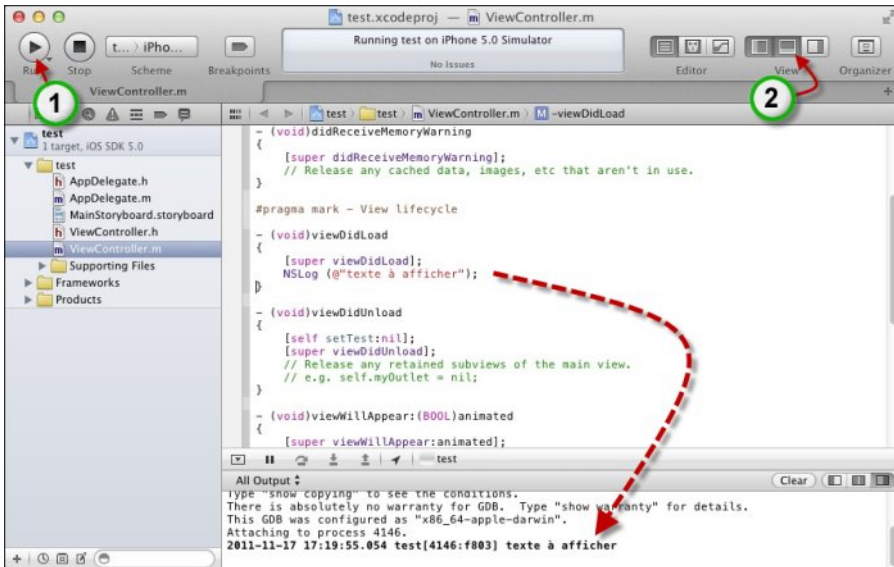 test.xcodeproj — ViewController.m
t... 〉 iPho...
Running test on iPhone 5.0 Simulator
No Issues
Run Stop Scheme Breakpoints
Editor View Organizer
1
2
ViewController.m
test 〉 test 〉 ViewController.m 〉 M -viewDidLoad
test
1 target, iOS SDK 5.0
test
h AppDelegate.h
m AppDelegate.m
MainStoryboard.storyboard
h ViewController.h
m ViewController.m
Supporting Files
Frameworks
Products
- (void)didReceiveMemoryWarning
{
[super didReceiveMemoryWarning];
// Release any cached data, images, etc that aren't in use.
}
#pragma mark - View lifecycle
- (void)viewDidLoad
{
[super viewDidLoad];
NSLog (@"texte à afficher");
}
- (void)viewDidUnload
{
[self setTest:nil];
[super viewDidUnload];
// Release any retained subviews of the main view.
// e.g. self.myOutlet = nil;
}
- (void)viewWillAppear:(BOOL)animated
{
[super viewWillAppear:animated];
test
All Output
Clear
Type "show copying" to see the conditions.
There is absolutely no warranty for GDB. Type "show warranty" for details.
This GDB was configured as "x86_64-apple-darwin".
Attaching to process 4146.
2011-11-17 17:19:55.054 test[4146:f803] texte à afficher